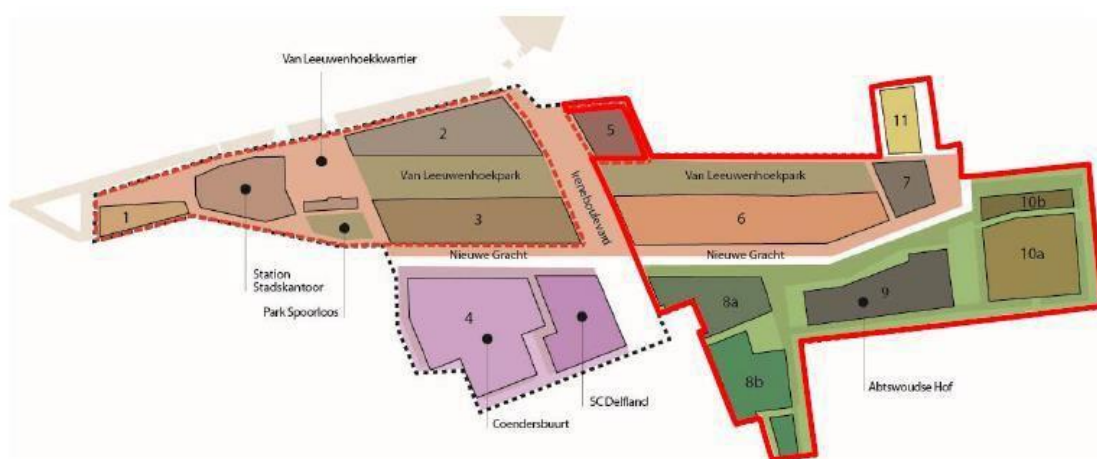 Van Leeuwenhoekkwartier
2
5
11
Van Leeuwenhoekpark
Ireneboulevard
Van Leeuwenhoekpark
7
1
3
6
10b
Nieuwe Gracht
Nieuwe Gracht
10a
Station
Stadskantoor
Park Spoorloos
4
8a
9
8b
Abtswoudse Hof
SC Delfland
Coendersbuurt